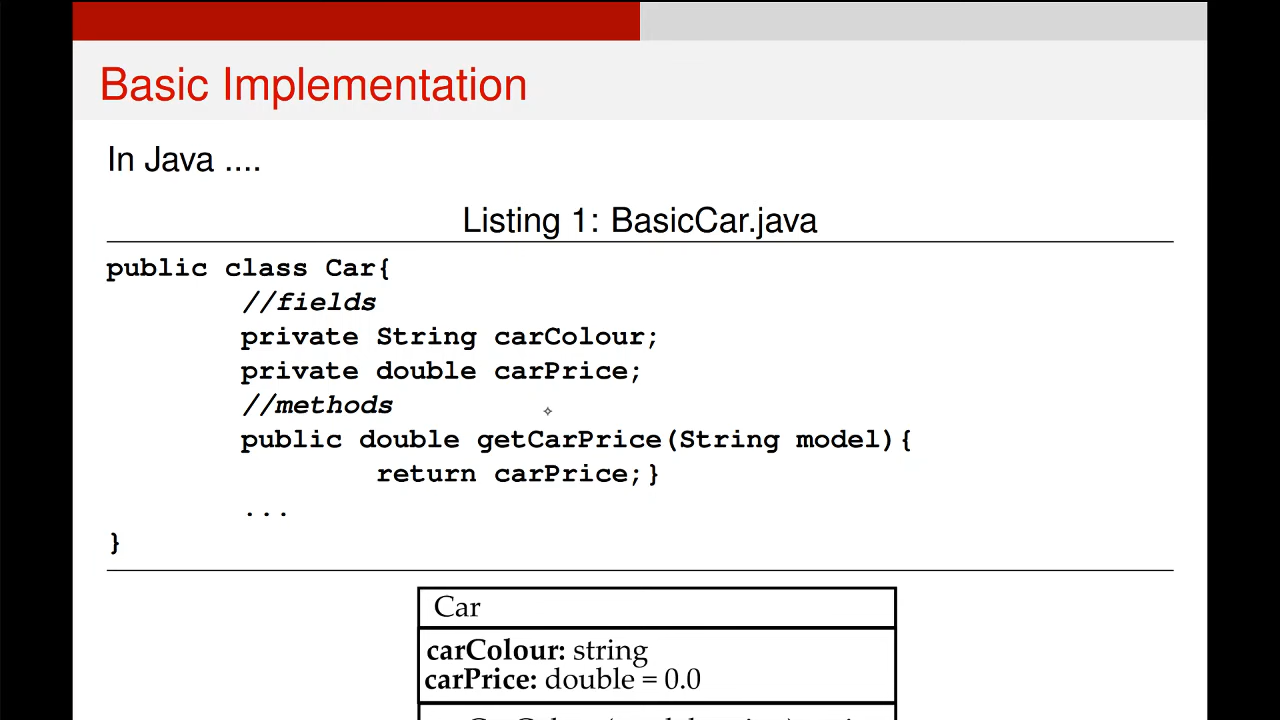 Basic Implementation
In Java ....
Listing 1: BasicCar.java
public class Car{
//fields
private String carColour;
private double carPrice;
//methods
public double getCarPrice(String model){
return carPrice;}
...
}
Car
carColour: string
carPrice: double = 0.0